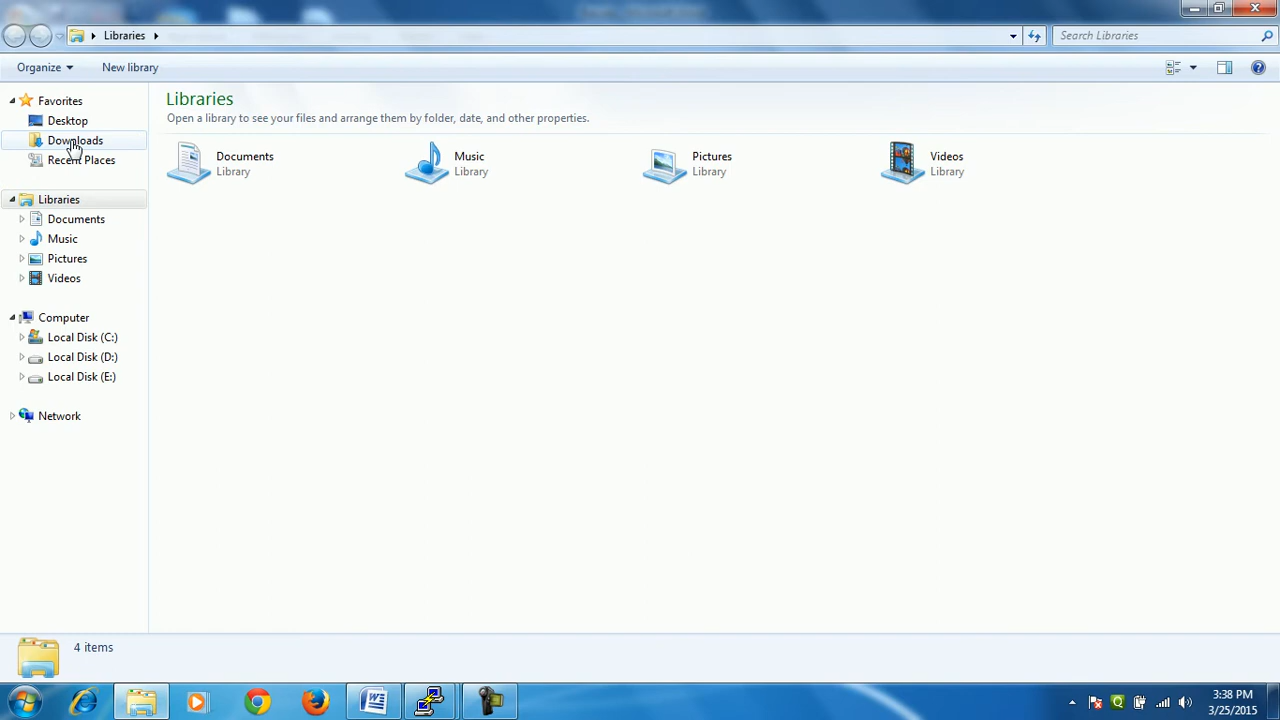 Libraries
Search Libraries
Organize
New library
Favorites
Desktop
Downloads
Recent Places
Libraries
Documents
Music
Pictures
Videos
Computer
Local Disk (C:)
Local Disk (D:)
Local Disk (E:)
Network
Libraries
Open a library to see your files and arrange them by folder, date, and other properties.
Documents
Library
Music
Library
Pictures
Library
Videos
Library
4 items
3:38 PM
3/25/2015